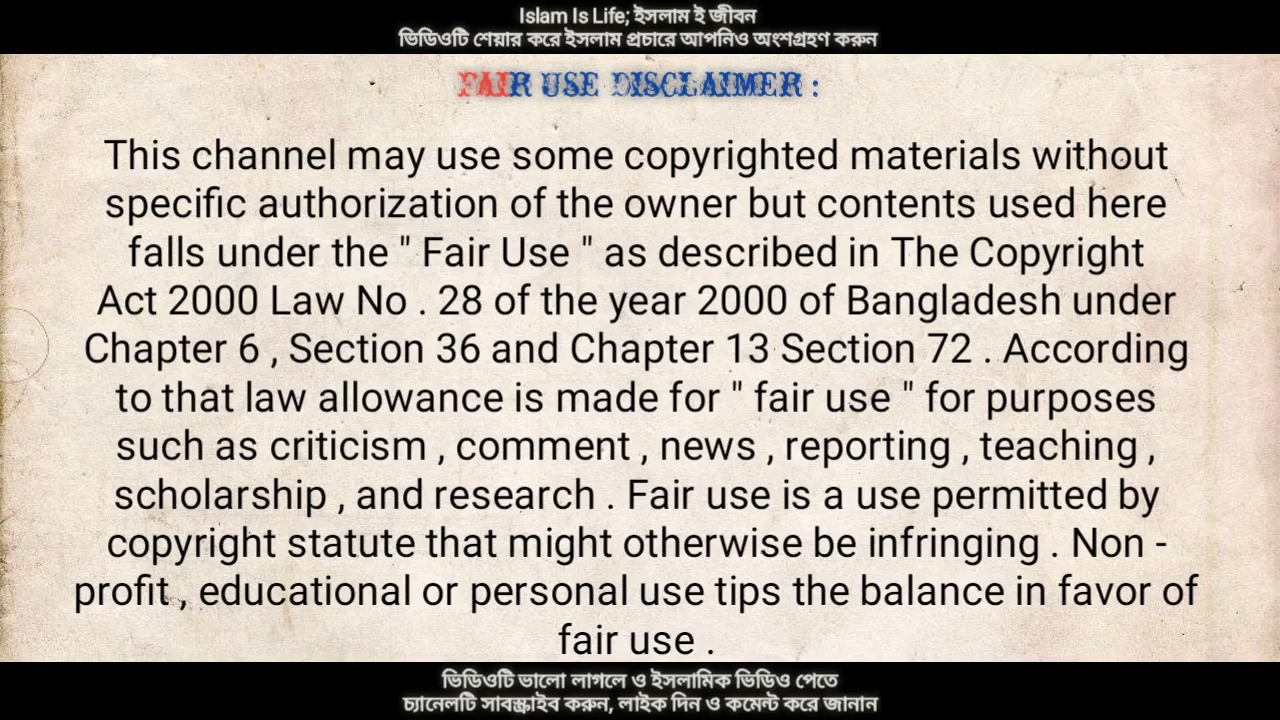 Islam Is Life; ইসলাম ই জীবন
ভিডিওটি শেয়ার করে ইসলাম প্রচারে আপনিও অংশগ্রহণ করুন
FAIR USE DISCLAIMER :
This channel may use some copyrighted materials without
specific authorization of the owner but contents used here
falls under the " Fair Use " as described in The Copyright
Act 2000 Law No . 28 of the year 2000 of Bangladesh under
Chapter 6 , Section 36 and Chapter 13 Section 72 . According
to that law allowance is made for " fair use " for purposes
such as criticism , comment , news , reporting , teaching ,
scholarship , and research . Fair use is a use permitted by
copyright statute that might otherwise be infringing . Non -
profit , educational or personal use tips the balance in favor of
fair use .
ভিডিওটি ভালো লাগলে ও ইসলামিক ভিডিও পেতে
চ্যানেলটি সাবস্ক্রাইব করুন, লাইক দিন ও কমেন্ট করে জানান